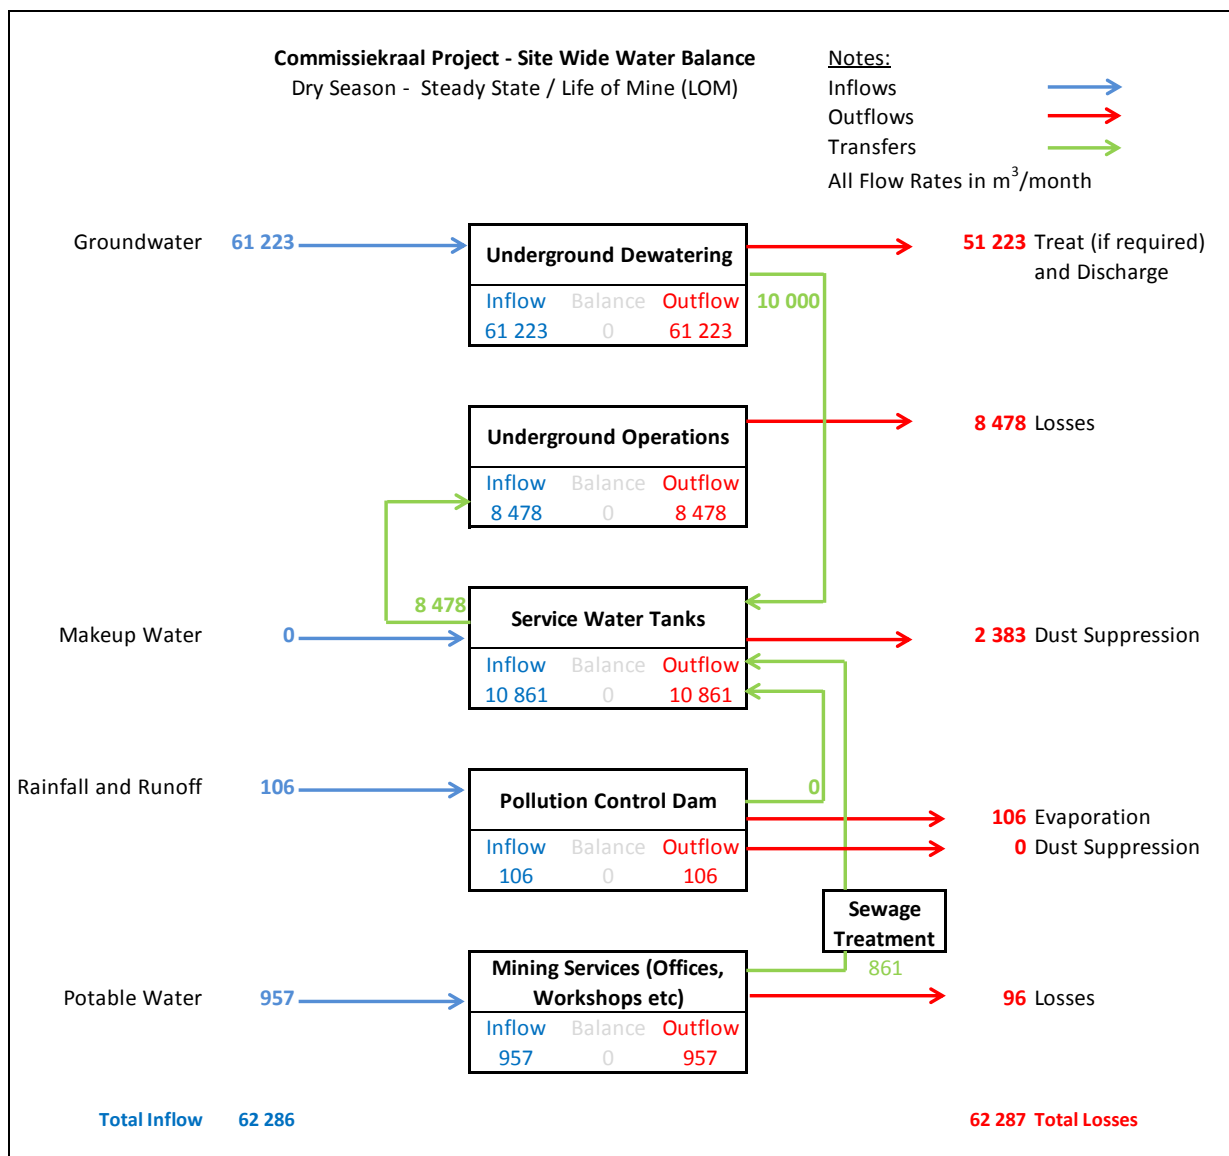 Commissiekraal Project - Site Wide Water Balance
Dry Season - Steady State / Life of Mine (LOM)
Notes:
Inflows
Outflows
Transfers
All Flow Rates in m³/month
Groundwater 61 223
Underground Dewatering
Inflow Balance Outflow
61 223 0 61 223
10 000
51 223 Treat (if required)
and Discharge
Underground Operations
Inflow Balance Outflow
8 478 0 8 478
8 478 Losses
8 478
Makeup Water 0
Service Water Tanks
Inflow Balance Outflow
10 861 0 10 861
2 383 Dust Suppression
Rainfall and Runoff 106
Pollution Control Dam
Inflow Balance Outflow
106 0 106
0
106 Evaporation
0 Dust Suppression
Sewage
Treatment
861
Potable Water 957
Mining Services (Offices,
Workshops etc)
Inflow Balance Outflow
957 0 957
96 Losses
Total Inflow 62 286
62 287 Total Losses